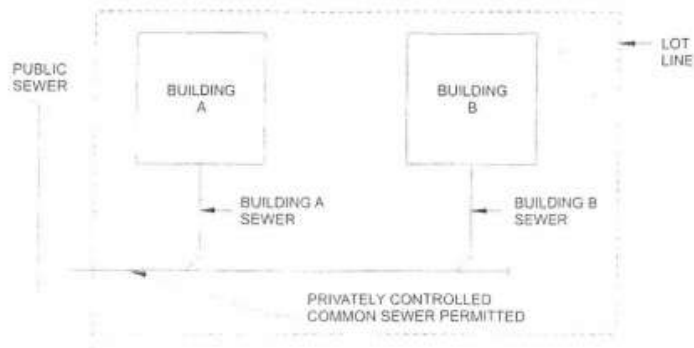 PUBLIC
SEWER
BUILDING
A
BUILDING
B
LOT
LINE
BUILDING A
SEWER
BUILDING B
SEWER
PRIVATELY CONTROLLED
COMMON SEWER PERMITTED